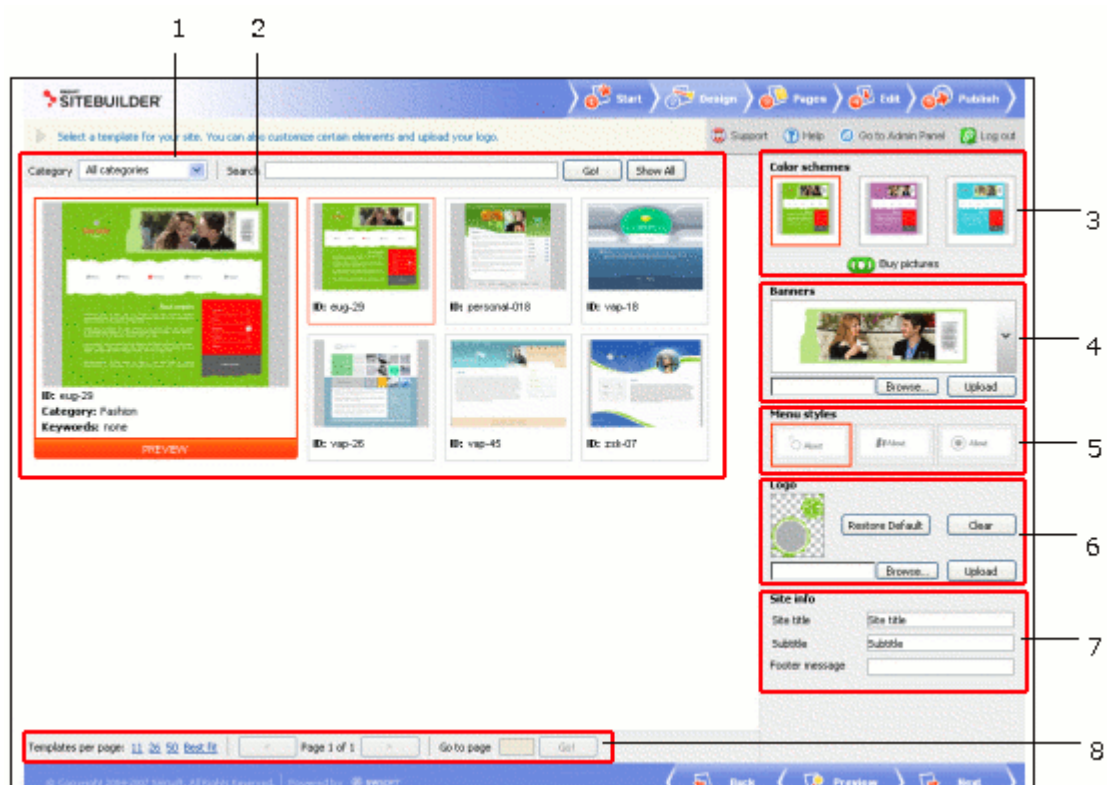 1 2
SITEBUILDER
Start Design Pages Edit Publish
Select a template for your site. You can also customize certain elements and upload your logo.
Support Help Go to Admin Panel Log out
Category All categories Search Go! Show All
Color schemes
3
Buy pictures
ID: eug-29
Category: Fashion
Keywords: none
PREVIEW
ID: eug-29 ID: personal-018 ID: vap-18
ID: vap-26 ID: vap-45 ID: zsk-07
Banners
4
Browse... Upload
Menu styles
About About About
5
Logo
Restore Default Clear
6
Browse... Upload
Site info
Site title Site title
Subtitle Subtitle
7
Footer message
Templates per page: 11 26 50 Best fit < Page 1 of 1 > Go to page Go!
8
Back Preview Next